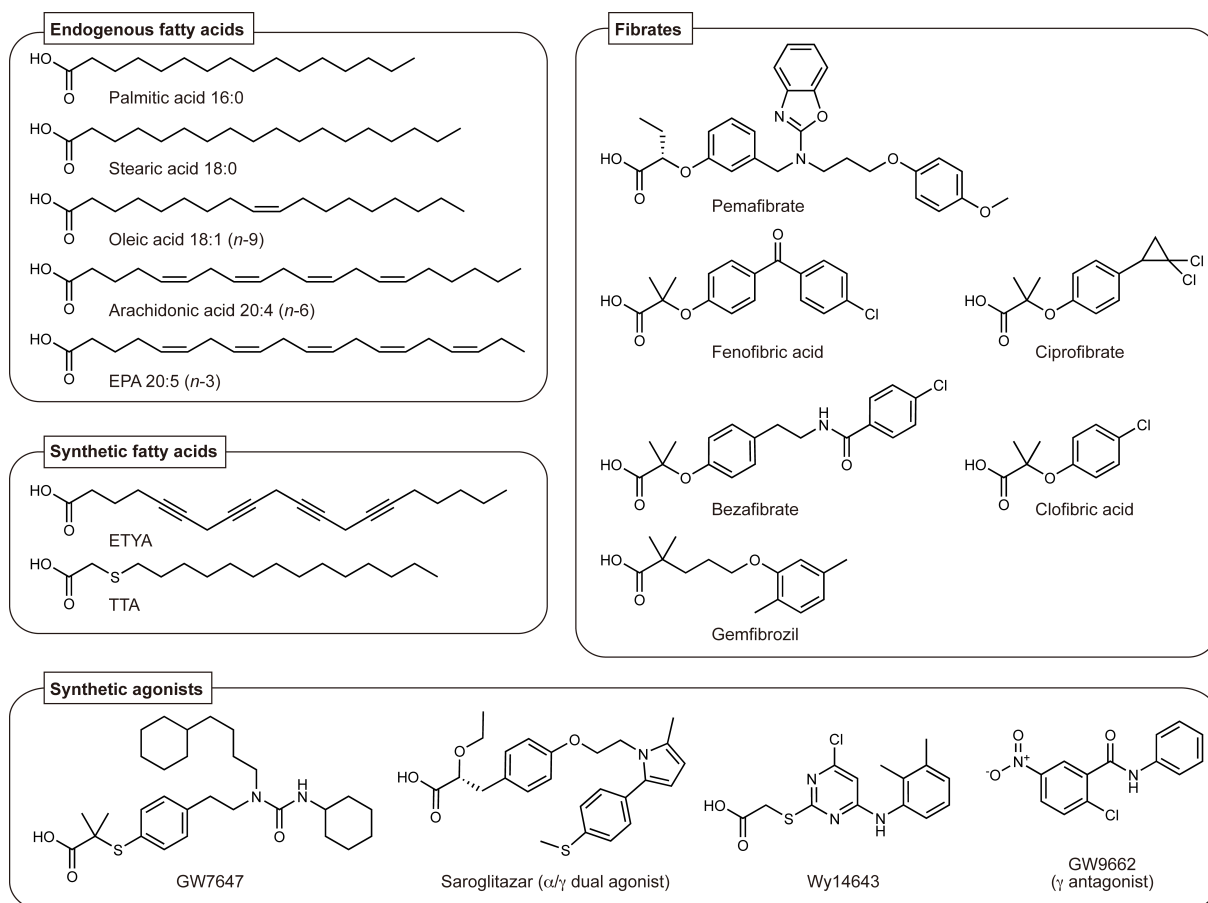 Endogenous fatty acids
HO
O
Palmitic acid 16:0
HO
O
Stearic acid 18:0
HO
O
Oleic acid 18:1 (n-9)
HO
O
Arachidonic acid 20:4 (n-6)
HO
O
EPA 20:5 (n-3)
Synthetic fatty acids
HO
O
ETYA
HO
S
O
TTA
Fibrates
N
O
HO
O
O
N
O
O
Pemafibrate
O
HO
O
O
Cl
Fenofibric acid
Cl
Cl
HO
O
O
Ciprofibrate
Cl
H
N
O
HO
O
O
Bezafibrate
Cl
HO
O
O
Clofibric acid
HO
O
O
Gemfibrozil
Synthetic agonists
H
N
N
O
HO
S
O
GW7647
O
O
N
HO
O
S
Saroglitazar (α/γ dual agonist)
Cl
N
HO
O
S
N
N
H
Wy14643
O
N+
-O
O
N
H
Cl
GW9662
(γ antagonist)